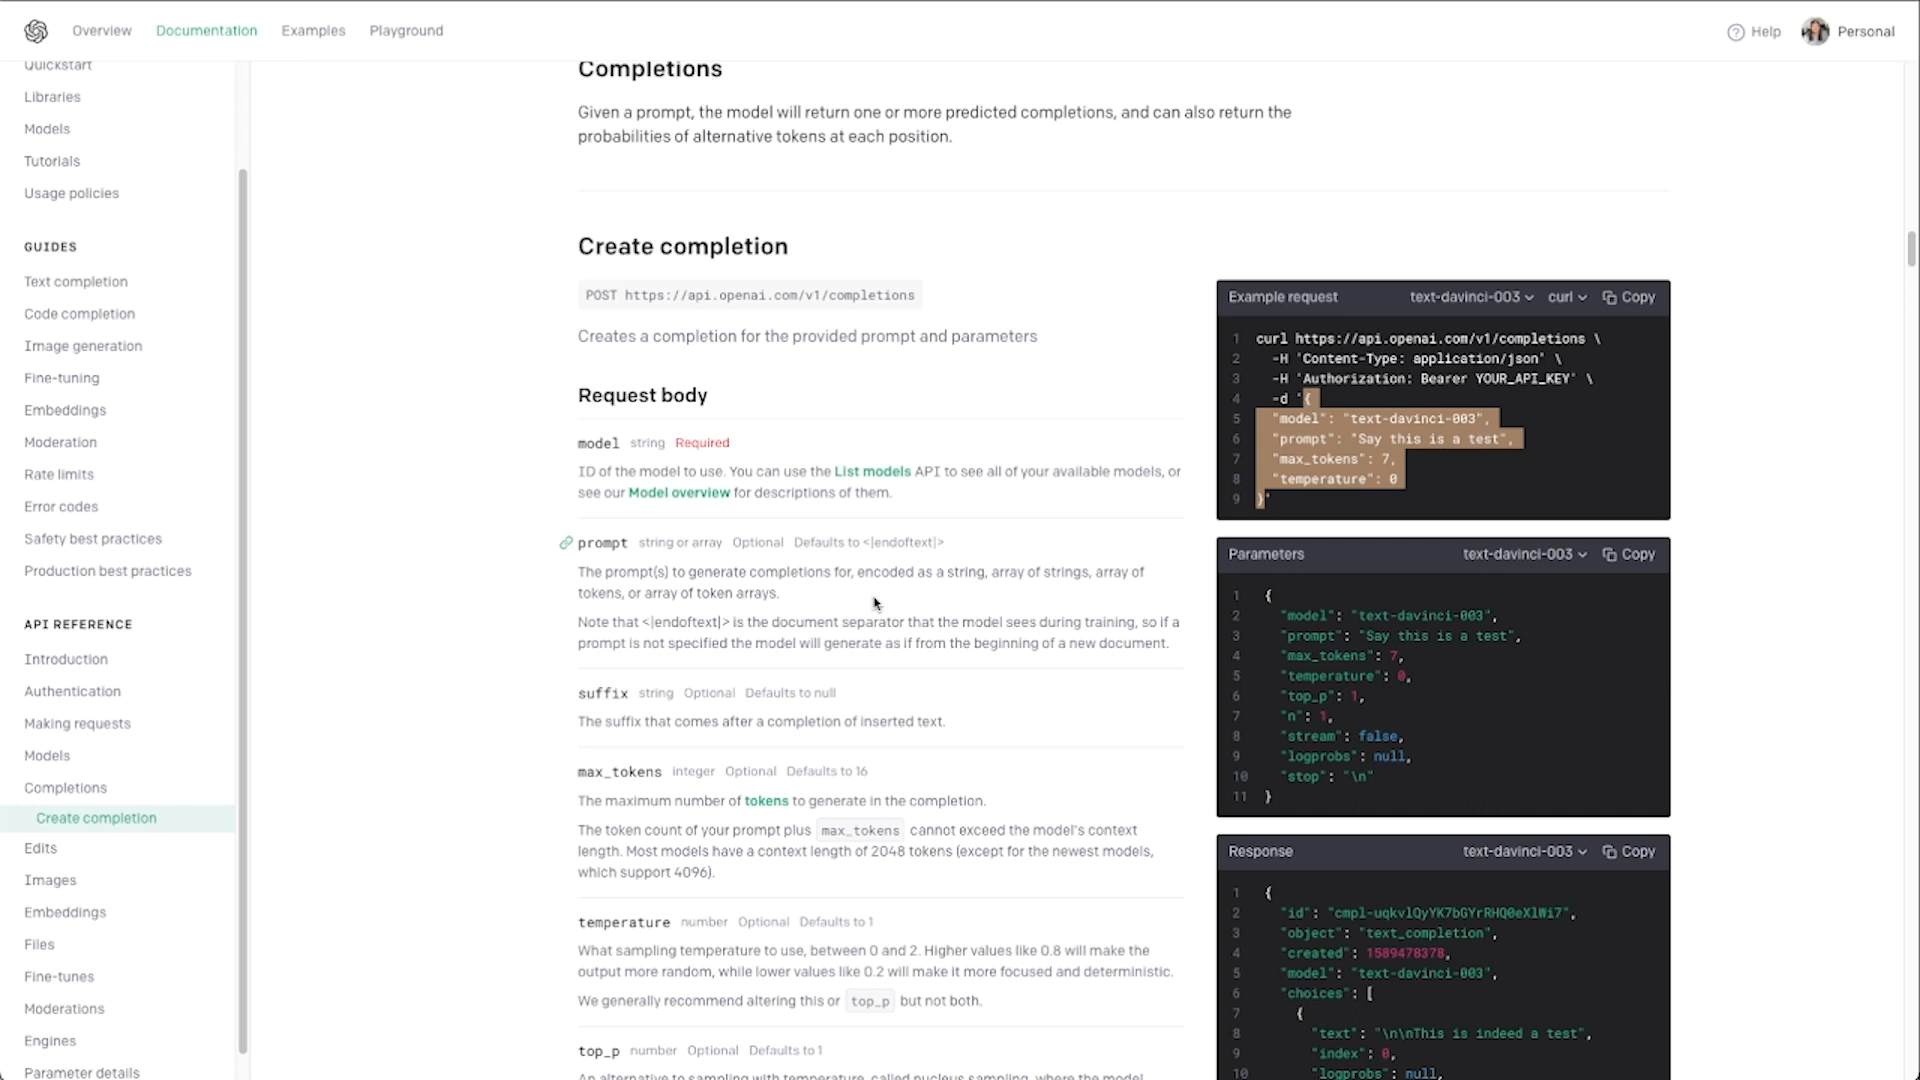 Overview
Documentation
Examples
Playground
Help
Personal
Quickstart
Libraries
Models
Tutorials
Usage policies
GUIDES
Text completion
Code completion
Image generation
Fine-tuning
Embeddings
Moderation
Rate limits
Error codes
Safety best practices
Production best practices
API REFERENCE
Introduction
Authentication
Making requests
Models
Completions
Create completion
Edits
Images
Embeddings
Files
Fine-tunes
Moderations
Engines
Parameter details
Completions
Given a prompt, the model will return one or more predicted completions, and can also return the
probabilities of alternative tokens at each position.
Create completion
POST https://api.openai.com/v1/completions
Creates a completion for the provided prompt and parameters
Request body
model string Required
ID of the model to use. You can use the List models API to see all of your available models, or
see our Model overview for descriptions of them.
prompt string or array Optional Defaults to <|endoftext|>
The prompt(s) to generate completions for, encoded as a string, array of strings, array of
tokens, or array of token arrays.
Note that <|endoftext|> is the document separator that the model sees during training, so if a
prompt is not specified the model will generate as if from the beginning of a new document.
suffix string Optional Defaults to null
The suffix that comes after a completion of inserted text.
max_tokens integer Optional Defaults to 16
The maximum number of tokens to generate in the completion.
The token count of your prompt plus max_tokens cannot exceed the model's context
length. Most models have a context length of 2048 tokens (except for the newest models,
which support 4096).
temperature number Optional Defaults to 1
What sampling temperature to use, between 0 and 2. Higher values like 0.8 will make the
output more random, while lower values like 0.2 will make it more focused and deterministic.
We generally recommend altering this or top_p but not both.
top_p number Optional Defaults to 1
An alternative to sampling with temperature, called nucleus sampling, where the model
Example request text-davinci-003 curl Copy
1 curl https://api.openai.com/v1/completions \
2 -H 'Content-Type: application/json' \
3 -H 'Authorization: Bearer YOUR_API_KEY' \
4 -d '{
5 "model": "text-davinci-003",
6 "prompt": "Say this is a test",
7 "max_tokens": 7,
8 "temperature": 0
9 }'
Parameters text-davinci-003 Copy
1 {
2 "model": "text-davinci-003",
3 "prompt": "Say this is a test",
4 "max_tokens": 7,
5 "temperature": 0,
6 "top_p": 1,
7 "n": 1,
8 "stream": false,
9 "logprobs": null,
10 "stop": "\n"
11 }
Response text-davinci-003 Copy
1 {
2 "id": "cmpl-uqkvlQyYK7bGYrRHQ0eXlWi7",
3 "object": "text_completion",
4 "created": 1589478378,
5 "model": "text-davinci-003",
6 "choices": [
7 {
8 "text": "\n\nThis is indeed a test",
9 "index": 0,
10 "logprobs": null,